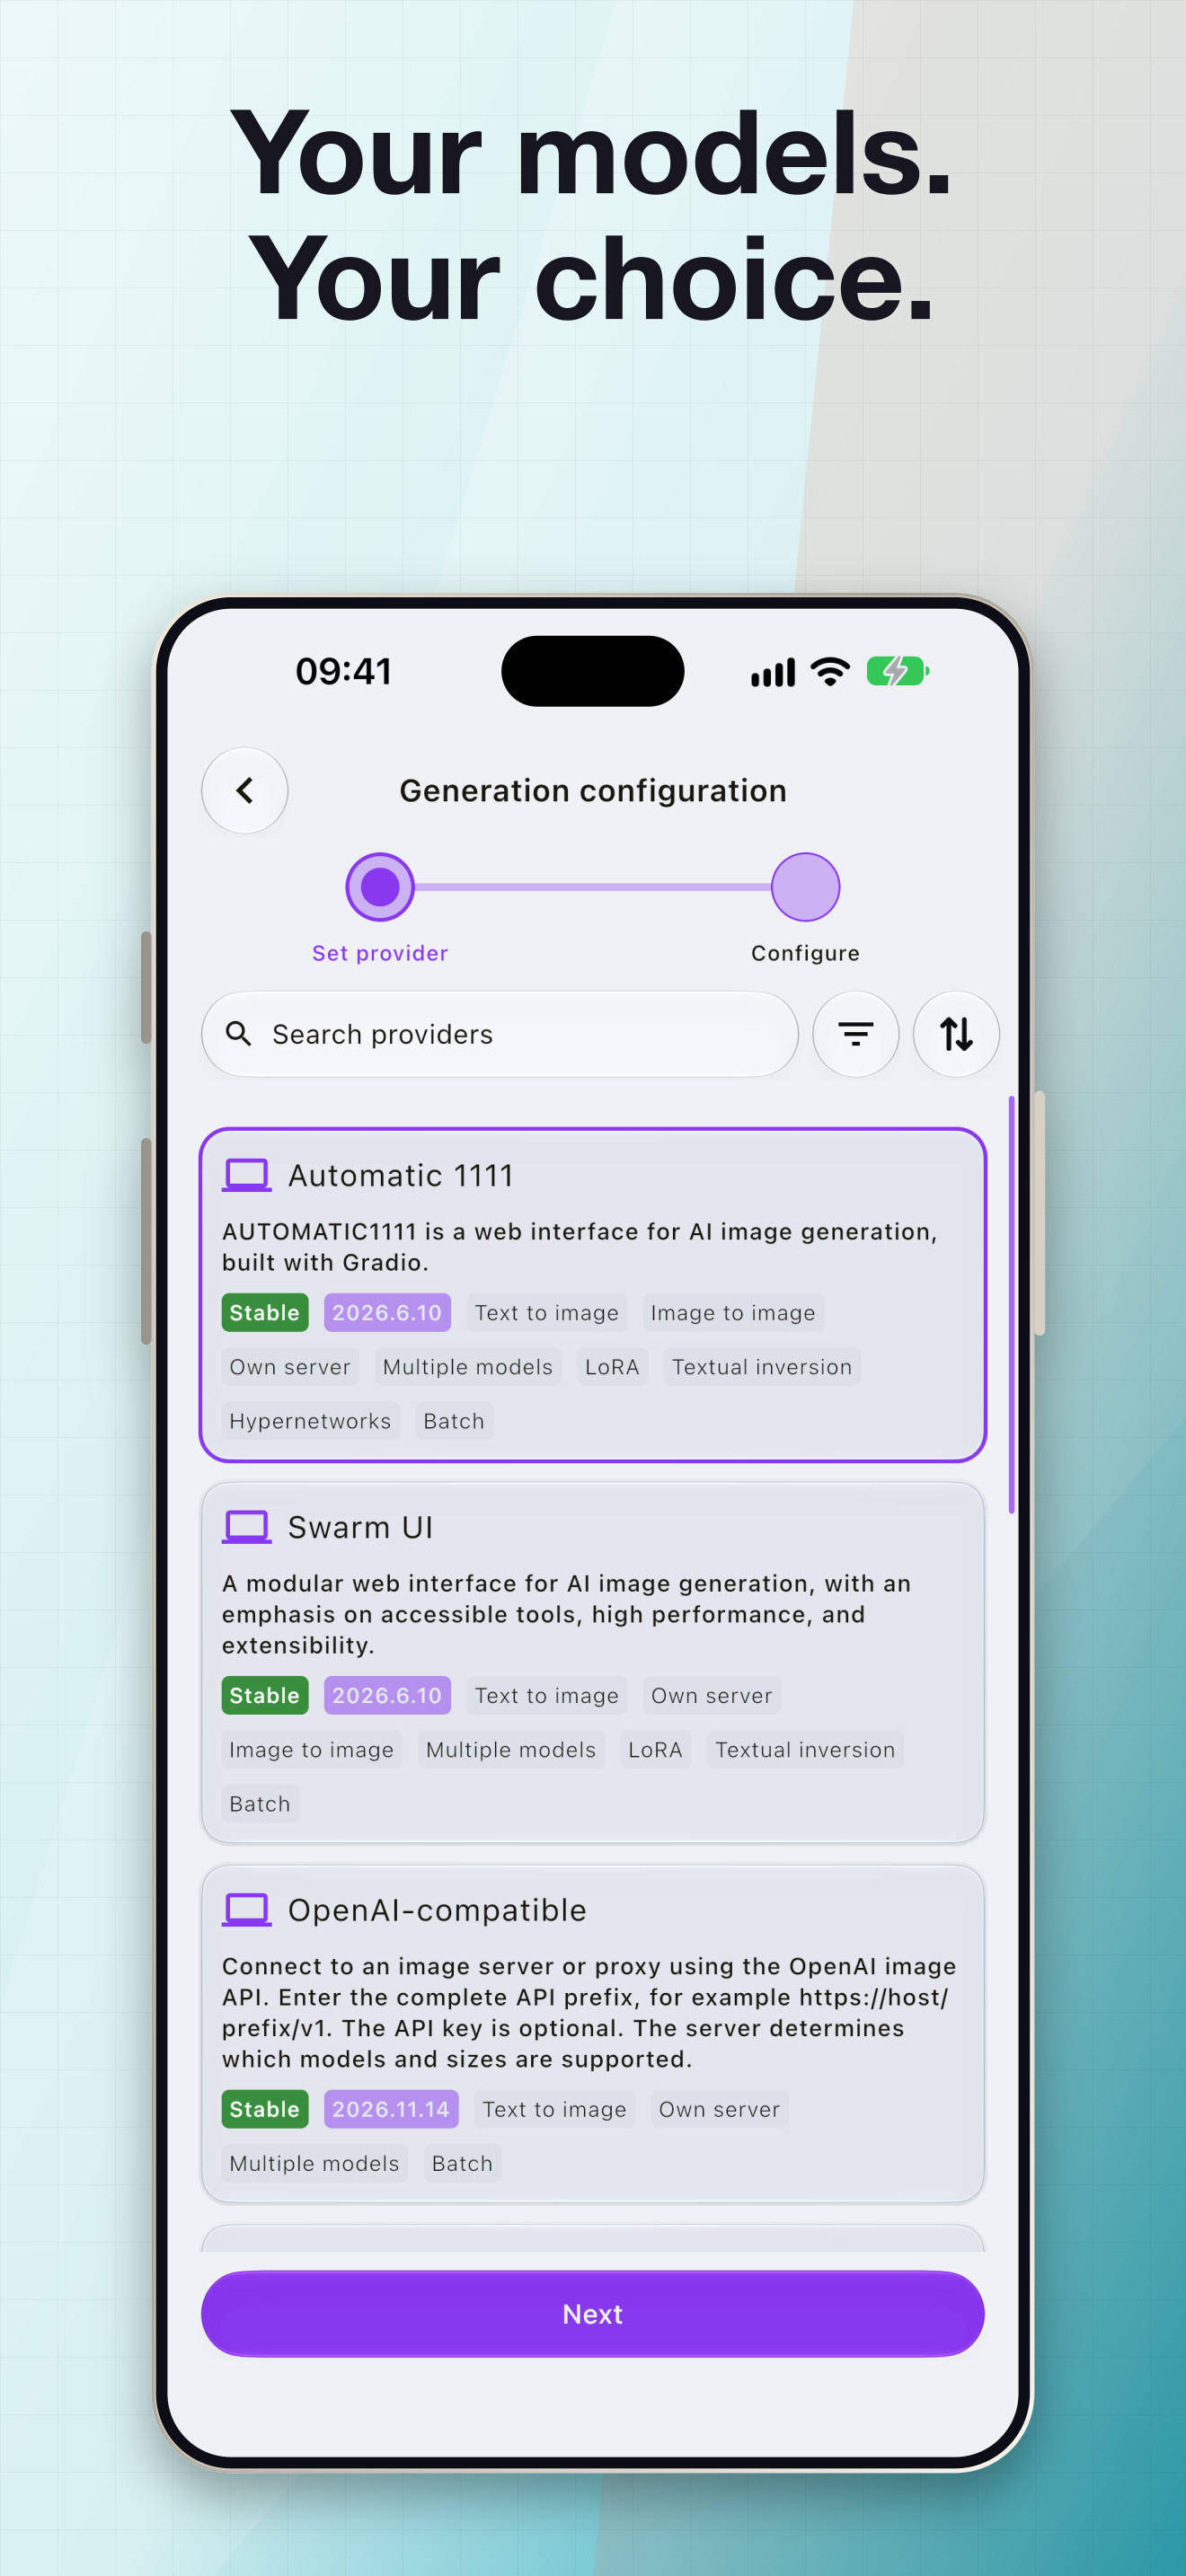 Your models.
Your choice.
09:41
Generation configuration
Set provider
Configure
Search providers
Automatic 1111
AUTOMATIC1111 is a web interface for AI image generation,
built with Gradio.
Stable 2026.6.10 Text to image Image to image
Own server Multiple models LoRA Textual inversion
Hypernetworks Batch
Swarm UI
A modular web interface for AI image generation, with an
emphasis on accessible tools, high performance, and
extensibility.
Stable 2026.6.10 Text to image Own server
Image to image Multiple models LoRA Textual inversion
Batch
OpenAI-compatible
Connect to an image server or proxy using the OpenAI image
API. Enter the complete API prefix, for example https://host/
prefix/v1. The API key is optional. The server determines
which models and sizes are supported.
Stable 2026.11.14 Text to image Own server
Multiple models Batch
Next